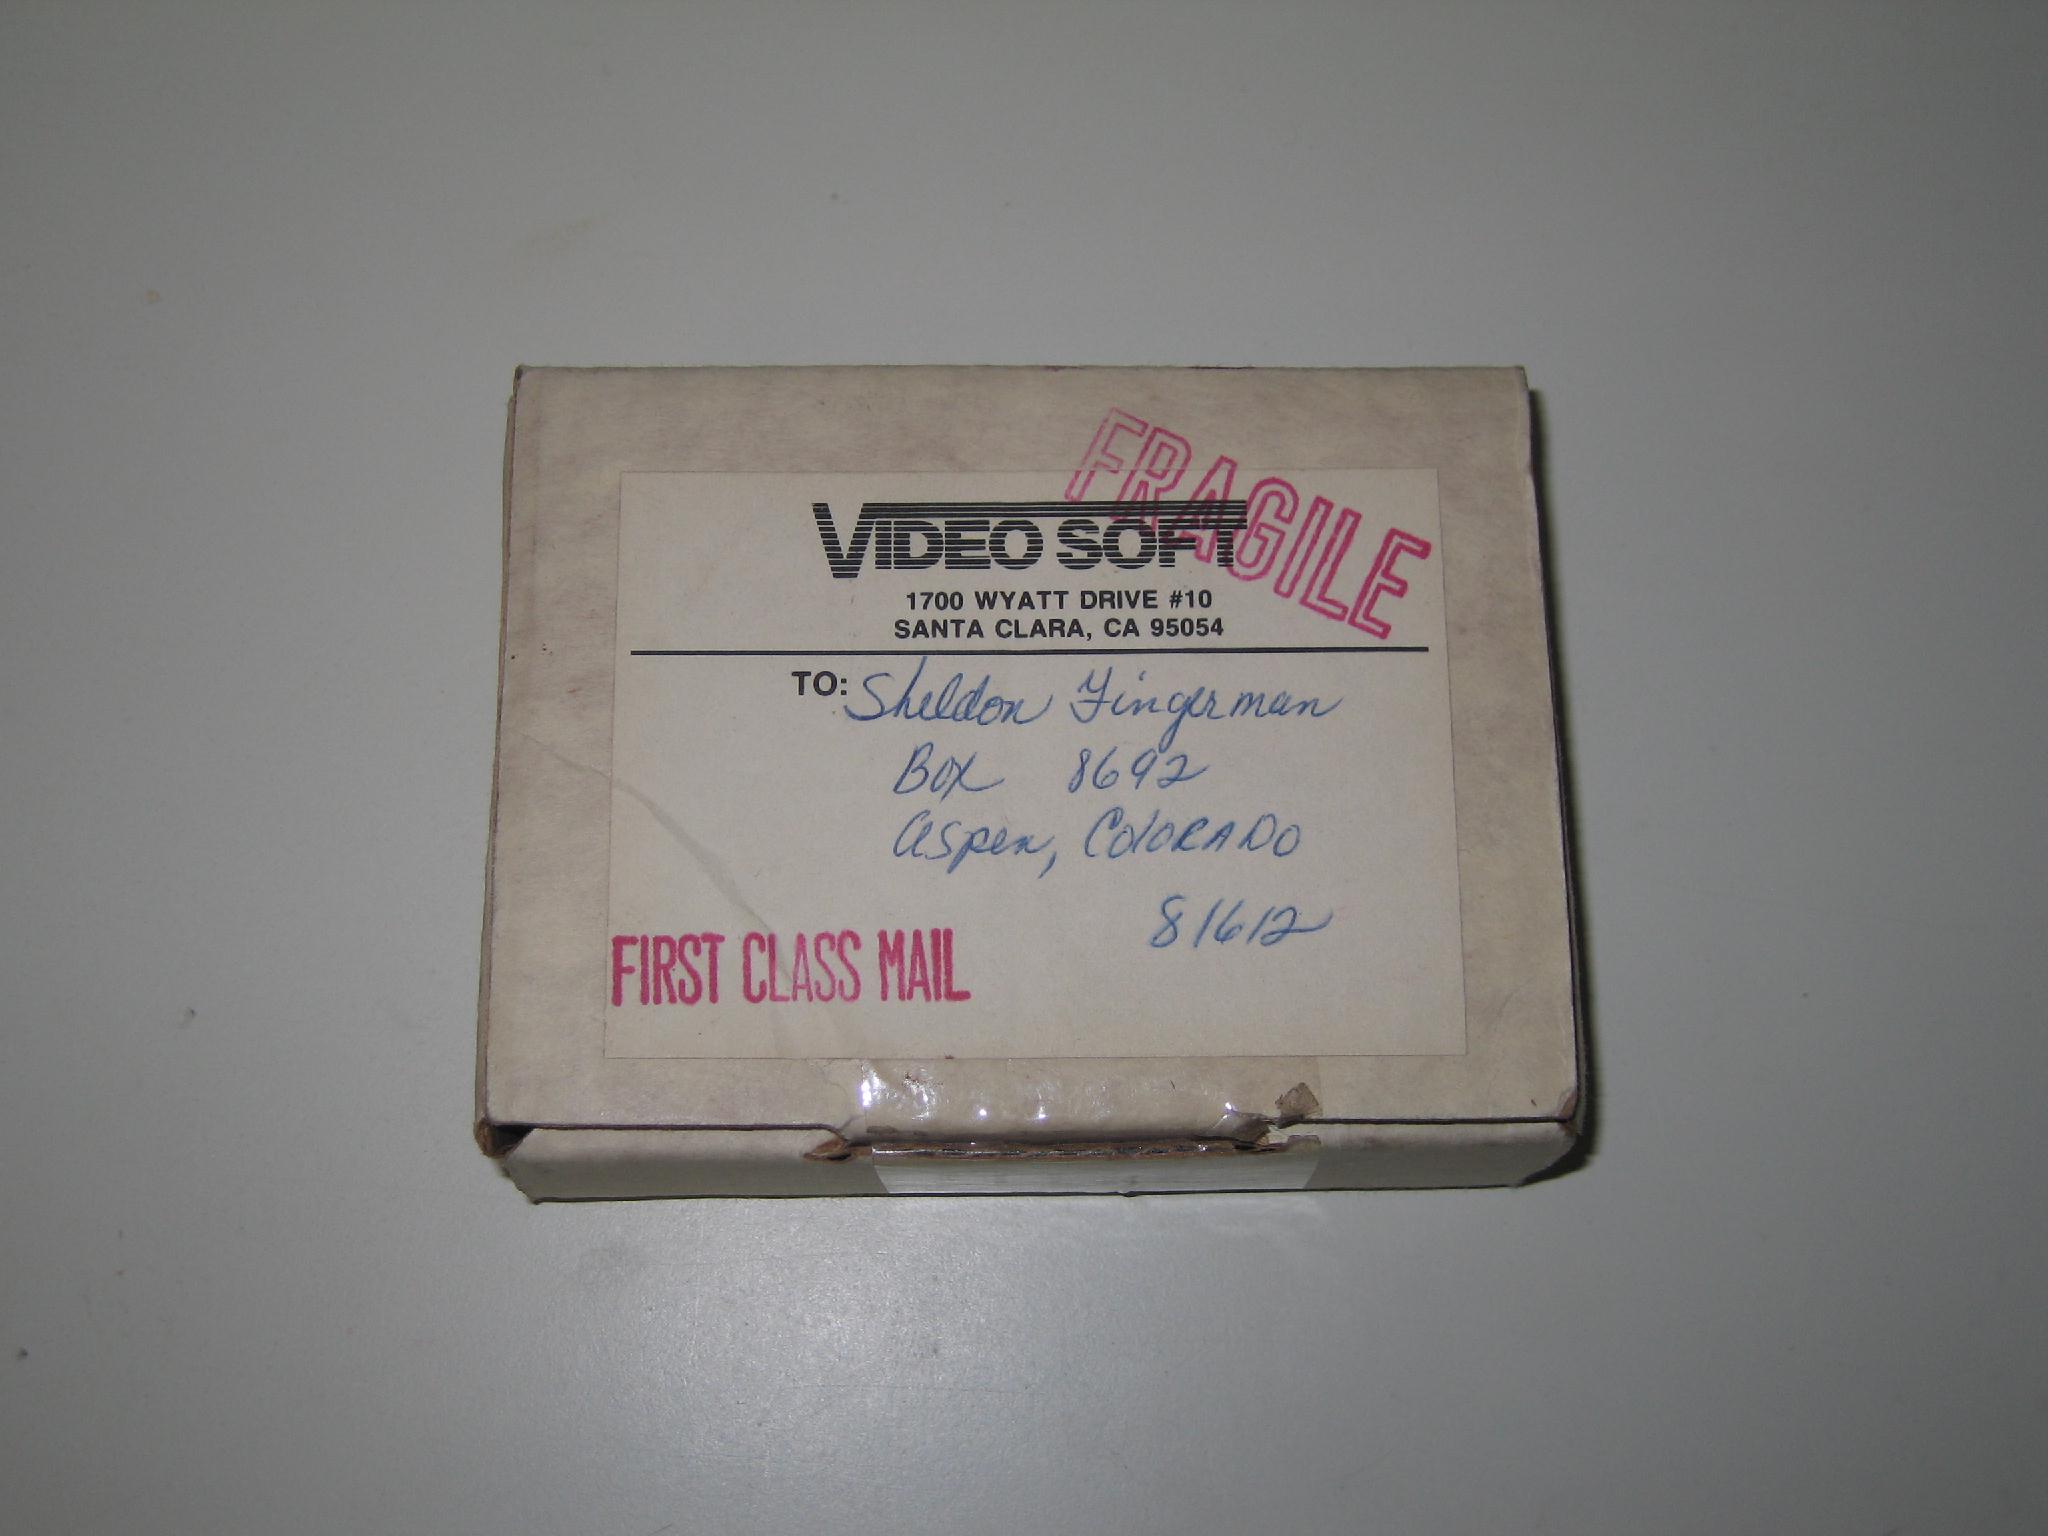 FRAGILE
VIDEO SOFT
1700 WYATT DRIVE #10
SANTA CLARA, CA 95054
TO: Sheldon Fingerman
Box 8692
Aspen, COLORADO
81612
FIRST CLASS MAIL